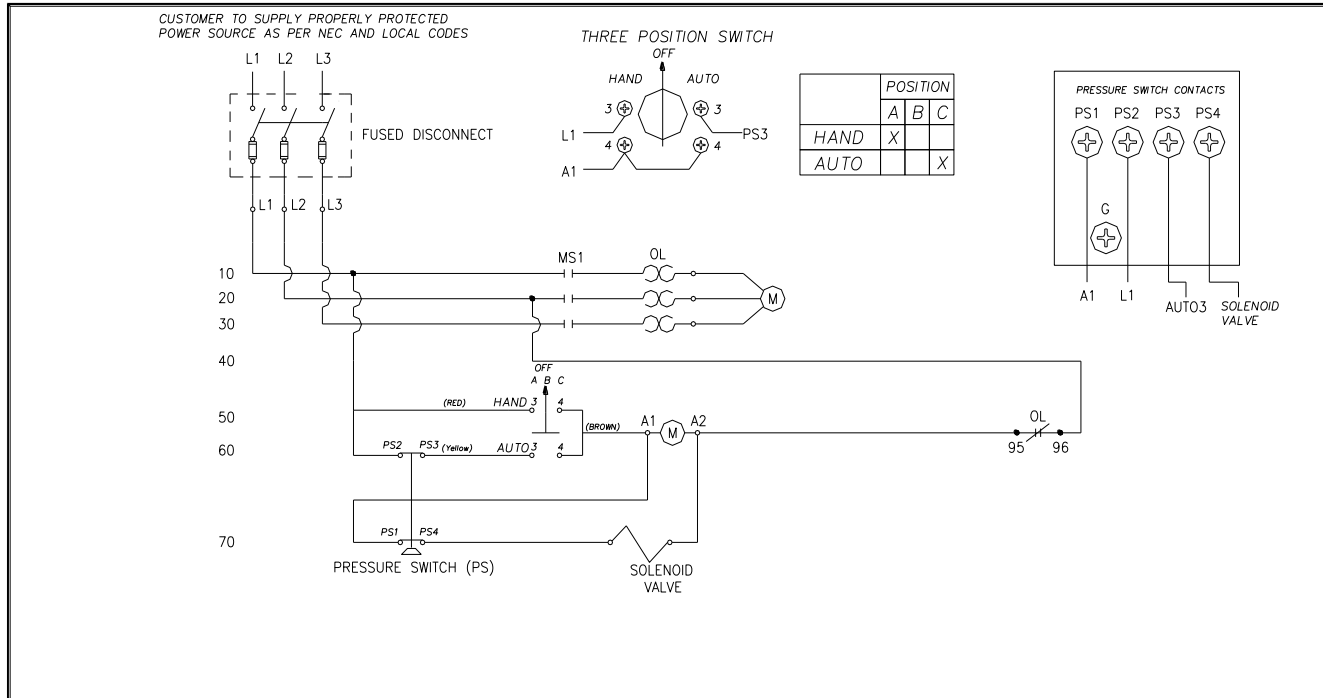 CUSTOMER TO SUPPLY PROPERLY PROTECTED
POWER SOURCE AS PER NEC AND LOCAL CODES
L1 L2 L3
FUSED DISCONNECT
L1 L2 L3
THREE POSITION SWITCH
OFF
HAND AUTO
3 3
L1 PS3
4 4
A1
POSITION
A B C
HAND X
AUTO X
PRESSURE SWITCH CONTACTS
PS1 PS2 PS3 PS4
G
A1 L1 AUTO3 SOLENOID
VALVE
MS1 OL
10
20 M
30
40
OFF
A B C
50 (RED) HAND 3 4
(BROWN) A1 M A2 OL
95 96
60 PS2 PS3 (Yellow) AUTO 3 4
70 PS1 PS4
PRESSURE SWITCH (PS)
SOLENOID
VALVE